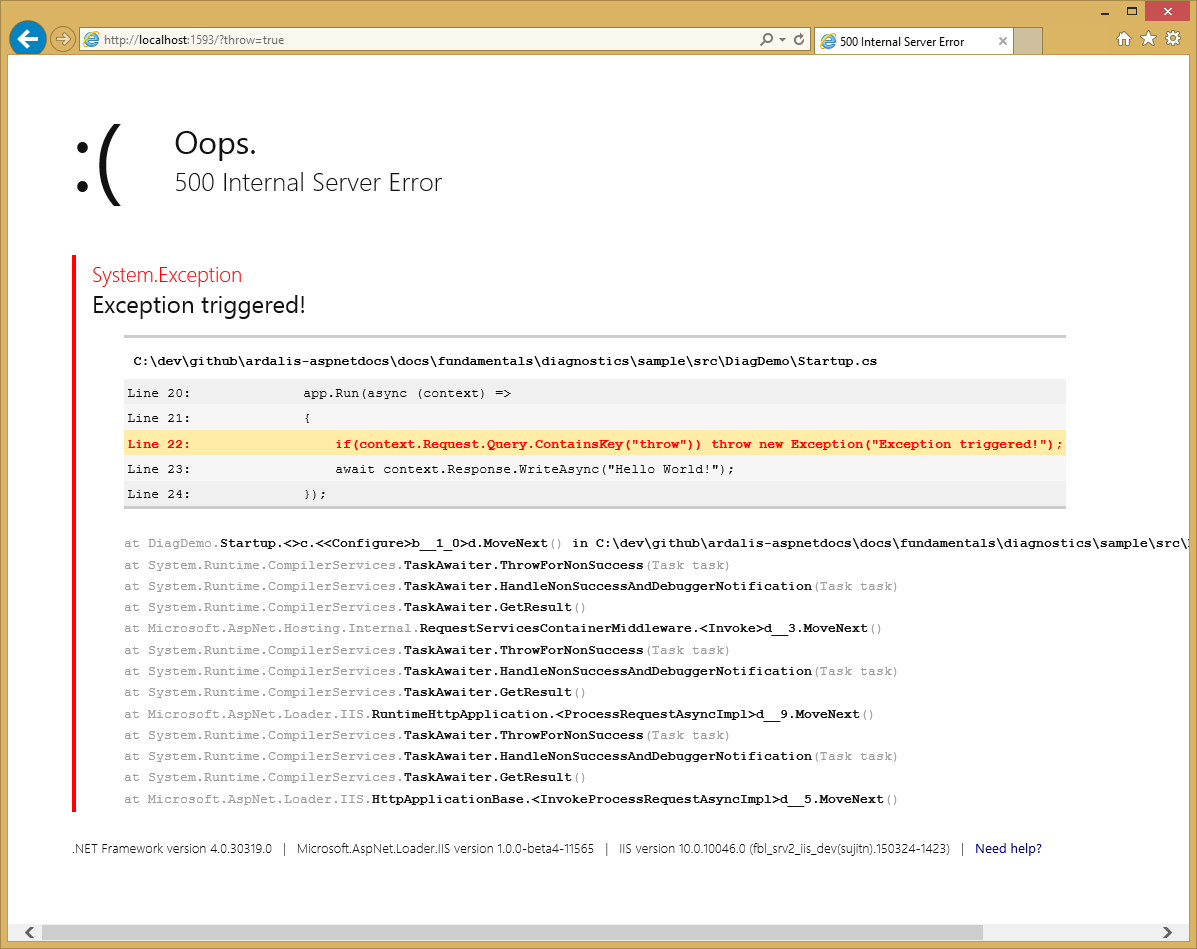 http://localhost:1593/?throw=true
500 Internal Server Error
:(
Oops.
500 Internal Server Error
System.Exception
Exception triggered!
C:\dev\github\ardalis-aspnetdocs\docs\fundamentals\diagnostics\sample\src\DiagDemo\Startup.cs
Line 20: app.Run(async (context) =>
Line 21: {
Line 22: if(context.Request.Query.ContainsKey("throw")) throw new Exception("Exception triggered!");
Line 23: await context.Response.WriteAsync("Hello World!");
Line 24: });
at DiagDemo.Startup.<>c.<<Configure>b__1_0>d.MoveNext() in C:\dev\github\ardalis-aspnetdocs\docs\fundamentals\diagnostics\sample\src\
at System.Runtime.CompilerServices.TaskAwaiter.ThrowForNonSuccess(Task task)
at System.Runtime.CompilerServices.TaskAwaiter.HandleNonSuccessAndDebuggerNotification(Task task)
at System.Runtime.CompilerServices.TaskAwaiter.GetResult()
at Microsoft.AspNet.Hosting.Internal.RequestServicesContainerMiddleware.<Invoke>d__3.MoveNext()
at System.Runtime.CompilerServices.TaskAwaiter.ThrowForNonSuccess(Task task)
at System.Runtime.CompilerServices.TaskAwaiter.HandleNonSuccessAndDebuggerNotification(Task task)
at System.Runtime.CompilerServices.TaskAwaiter.GetResult()
at Microsoft.AspNet.Loader.IIS.RuntimeHttpApplication.<ProcessRequestAsyncImpl>d__9.MoveNext()
at System.Runtime.CompilerServices.TaskAwaiter.ThrowForNonSuccess(Task task)
at System.Runtime.CompilerServices.TaskAwaiter.HandleNonSuccessAndDebuggerNotification(Task task)
at System.Runtime.CompilerServices.TaskAwaiter.GetResult()
at Microsoft.AspNet.Loader.IIS.HttpApplicationBase.<InvokeProcessRequestAsyncImpl>d__5.MoveNext()
.NET Framework version 4.0.30319.0 | Microsoft.AspNet.Loader.IIS version 1.0.0-beta4-11565 | IIS version 10.0.10046.0 (fbl_srv2_iis_dev(sujitn).150324-1423) | Need help?